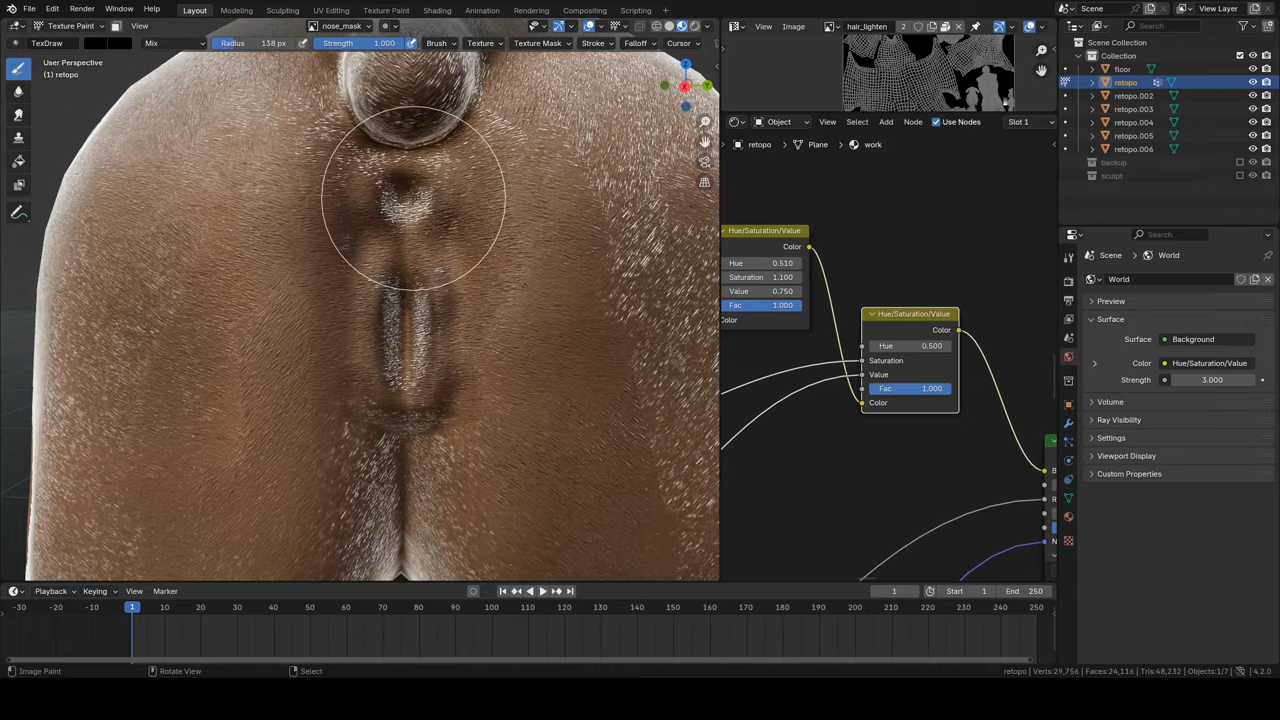 File Edit Render Window Help Layout Modeling Sculpting UV Editing Texture Paint Shading Animation Rendering Compositing Scripting + Scene View Layer
Texture Paint View nose_mask View Image hair_lighten 2 Search
TexDraw Mix Radius 138 px Strength 1.000 Brush Texture Texture Mask Stroke Falloff Cursor
User Perspective
(1) retopo
Z
Y
X
Scene Collection
Collection
floor
retopo
retopo.002
retopo.003
retopo.004
retopo.005
retopo.006
backup
sculpt
Object View Select Add Node Use Nodes Slot 1
retopo Plane work
Hue/Saturation/Value
Color
Hue 0.510
Saturation 1.100
Value 0.750
Fac 1.000
Color
Hue/Saturation/Value
Color
Hue 0.500
Saturation
Value
Fac 1.000
Color
B
R
N
Search
Scene World
World
Preview
Surface
Surface Background
Color Hue/Saturation/Value
Strength 3.000
Volume
Ray Visibility
Settings
Viewport Display
Custom Properties
Playback Keying View Marker 1 Start 1 End 250
-30 -20 -10 1 10 20 30 40 50 60 70 80 90 100 110 120 130 140 150 160 170 180 190 200 210 220 230 240 250
Image Paint Rotate View Select retopo | Verts:29,756 | Faces:24,116 | Tris:48,232 | Objects:1/7 4.2.0